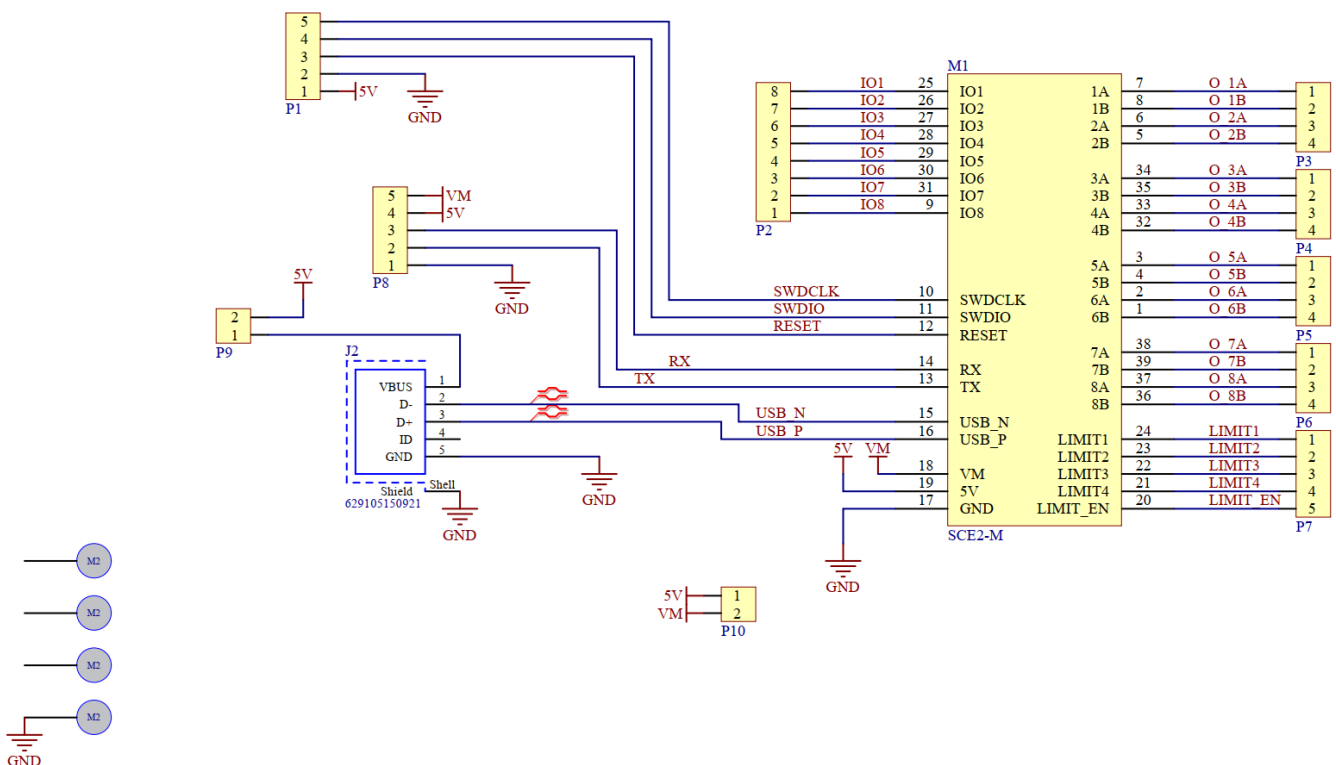 5
4
3
2
1
P1
5V
GND
5
4
3
2
1
P8
VM
5V
GND
5V
2
1
P9
J2
VBUS 1
D- 2
D+ 3
ID 4
GND 5
Shield Shell
629105150921
GND
GND
8
7
6
5
4
3
2
1
P2
M1
IO1 25 IO1
IO2 26 IO2
IO3 27 IO3
IO4 28 IO4
IO5 29 IO5
IO6 30 IO6
IO7 31 IO7
IO8 9 IO8
SWDCLK 10 SWDCLK
SWDIO 11 SWDIO
RESET 12 RESET
RX 14 RX
TX 13 TX
USB_N 15 USB_N
USB_P 16 USB_P
5V VM
18 VM
19 5V
17 GND
GND
SCE2-M
1A 7 O_1A 1
1B 8 O_1B 2
2A 6 O_2A 3
2B 5 O_2B 4
P3
3A 34 O_3A 1
3B 35 O_3B 2
4A 33 O_4A 3
4B 32 O_4B 4
P4
5A 3 O_5A 1
5B 4 O_5B 2
6A 2 O_6A 3
6B 1 O_6B 4
P5
7A 38 O_7A 1
7B 39 O_7B 2
8A 37 O_8A 3
8B 36 O_8B 4
P6
LIMIT1 24 LIMIT1 1
LIMIT2 23 LIMIT2 2
LIMIT3 22 LIMIT3 3
LIMIT4 21 LIMIT4 4
LIMIT_EN 20 LIMIT_EN 5
P7
5V 1
VM 2
P10
M2
M2
M2
M2
GND